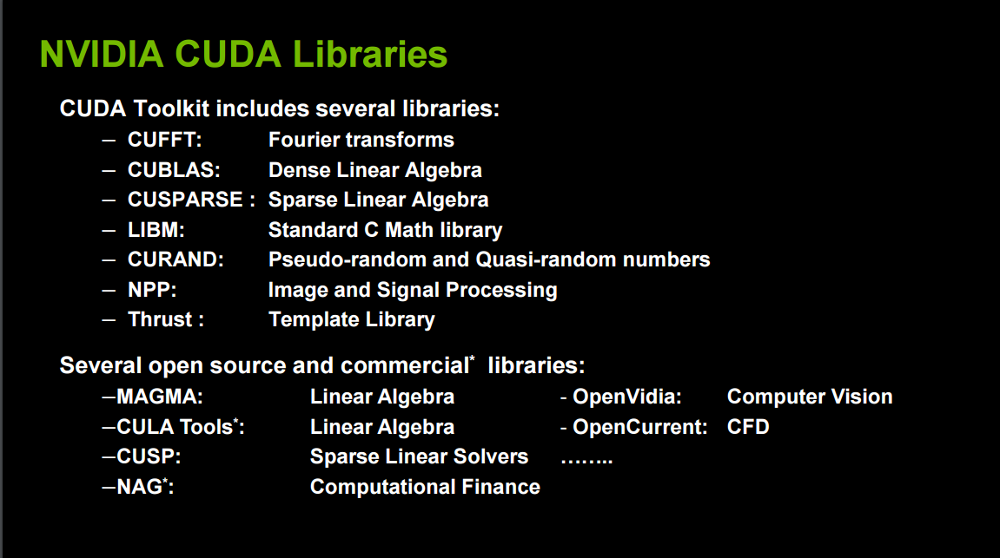 NVIDIA CUDA Libraries
CUDA Toolkit includes several libraries:
– CUFFT: Fourier transforms
– CUBLAS: Dense Linear Algebra
– CUSPARSE : Sparse Linear Algebra
– LIBM: Standard C Math library
– CURAND: Pseudo-random and Quasi-random numbers
– NPP: Image and Signal Processing
– Thrust : Template Library
Several open source and commercial* libraries:
–MAGMA: Linear Algebra - OpenVidia: Computer Vision
–CULA Tools*: Linear Algebra - OpenCurrent: CFD
–CUSP: Sparse Linear Solvers ……..
–NAG*: Computational Finance